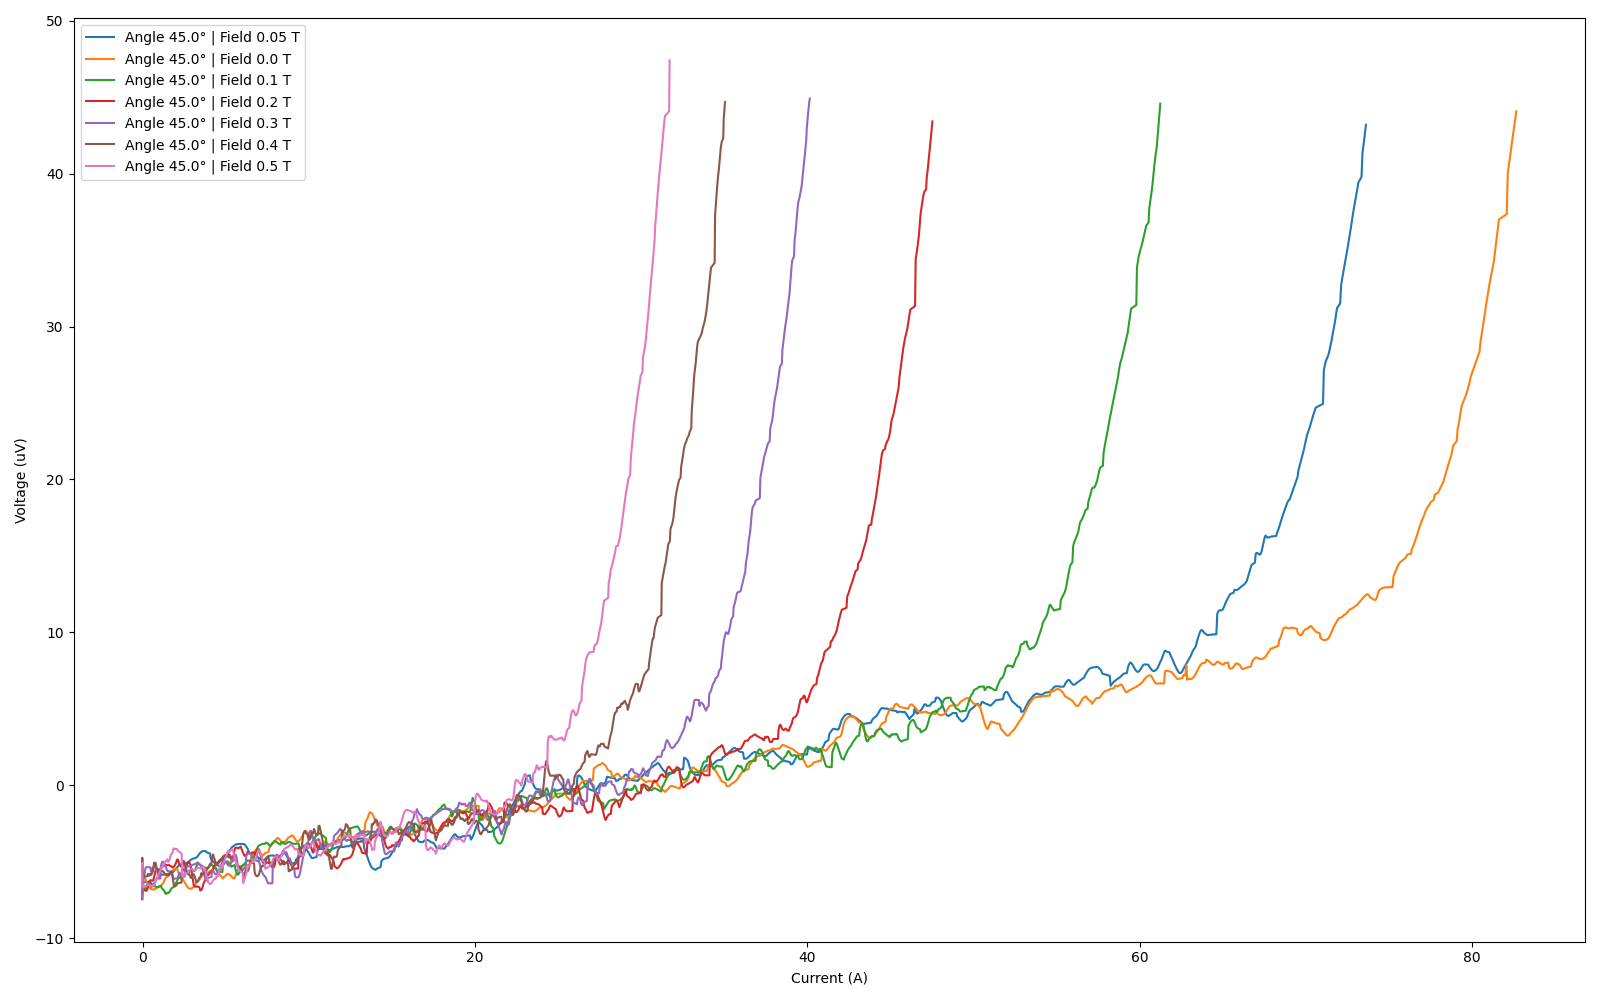 50
40
30
20
10
0
−10
Voltage (uV)
Angle 45.0° | Field 0.05 T
Angle 45.0° | Field 0.0 T
Angle 45.0° | Field 0.1 T
Angle 45.0° | Field 0.2 T
Angle 45.0° | Field 0.3 T
Angle 45.0° | Field 0.4 T
Angle 45.0° | Field 0.5 T
0 20 40 60 80
Current (A)